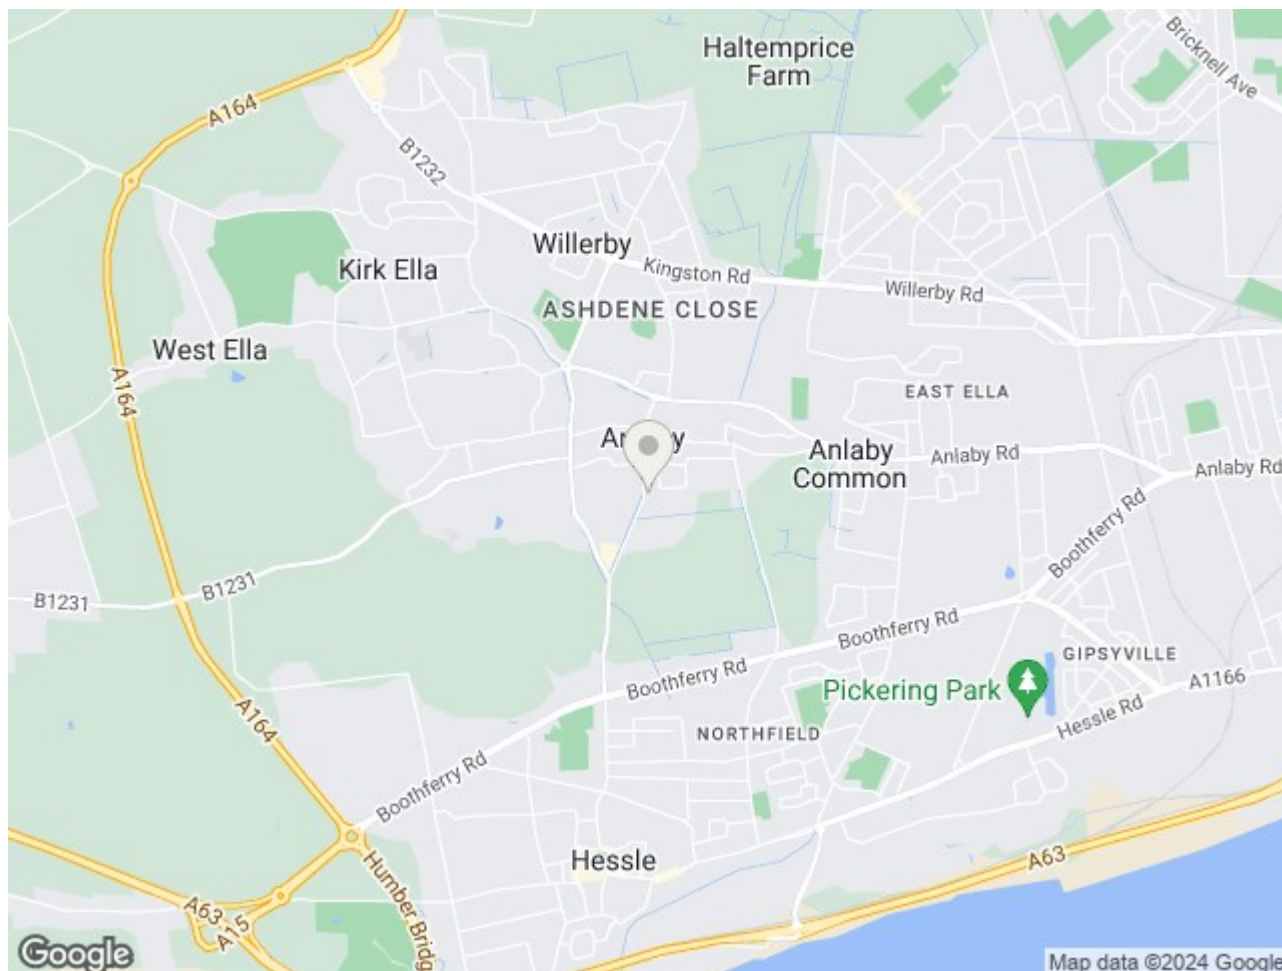 Haltemprice
Farm
Bricknell Ave
A164
B1232
Willerby
Kingston Rd
Kirk Ella
Willerby Rd
ASHDENE CLOSE
West Ella
A164
EAST ELLA
Anlaby
Common
Anlaby Rd
Anlaby Rd
Boothferry Rd
B1231
B1231
Boothferry Rd
GIPSYVILLE
Boothferry Rd
A1166
Pickering Park
A164
Hessle Rd
NORTHFIELD
Boothferry Rd
Hessle
A63
A63
A15
Google
Map data ©2024 Google